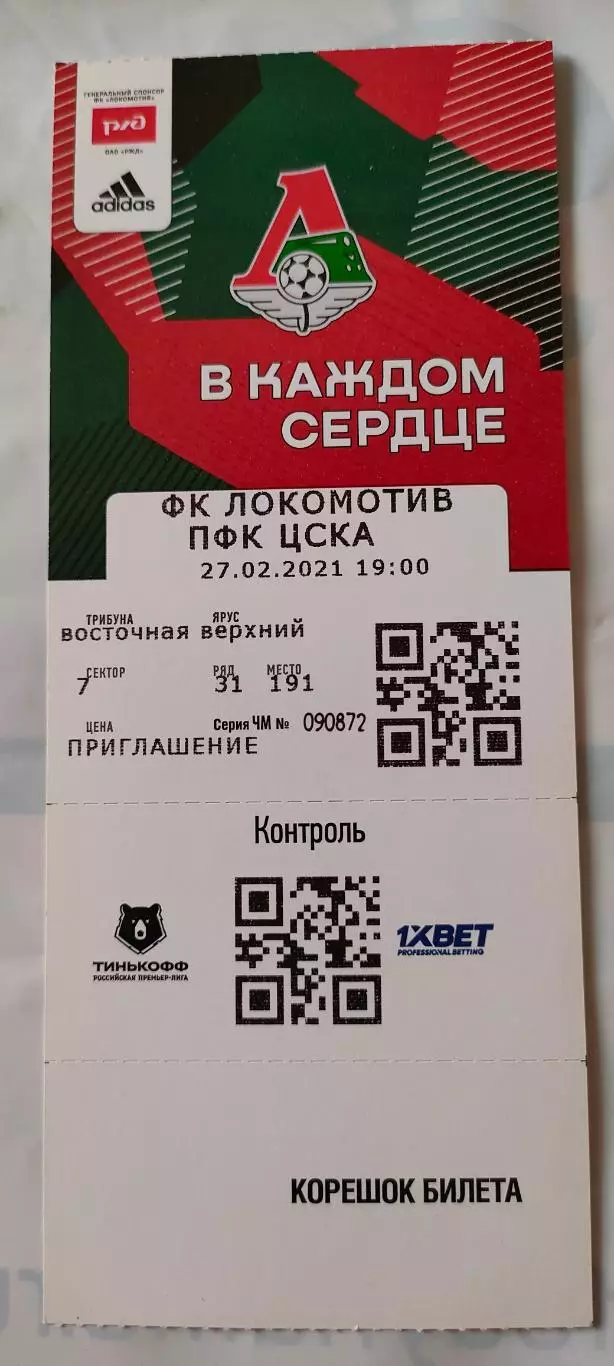 ГЕНЕРАЛЬНЫЙ СПОНСОР
ФК «ЛОКОМОТИВ»
ОАО «РЖД»
adidas
В КАЖДОМ
СЕРДЦЕ
ФК ЛОКОМОТИВ
ПФК ЦСКА
27.02.2021 19:00
ТРИБУНА ЯРУС
восточная верхний
СЕКТОР РЯД МЕСТО
7 31 191
ЦЕНА Серия ЧМ № 090872
ПРИГЛАШЕНИЕ
Контроль
ТИНЬКОФФ
РОССИЙСКАЯ ПРЕМЬЕР-ЛИГА
1XBET
PROFESSIONAL BETTING
КОРЕШОК БИЛЕТА